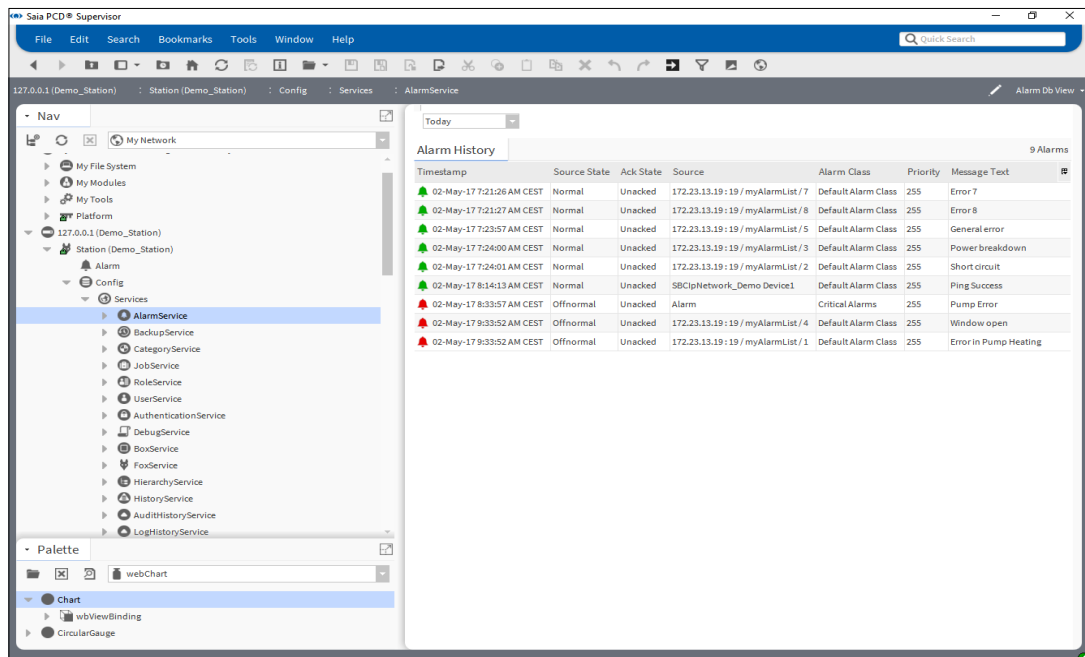 Saia PCD® Supervisor
File Edit Search Bookmarks Tools Window Help
Quick Search
127.0.0.1 (Demo_Station) : Station (Demo_Station) : Config : Services : AlarmService
Alarm Db View
Nav
My Network
My File System
My Modules
My Tools
Platform
127.0.0.1 (Demo_Station)
Station (Demo_Station)
Alarm
Config
Services
AlarmService
BackupService
CategoryService
JobService
RoleService
UserService
AuthenticationService
DebugService
BoxService
FoxService
HierarchyService
HistoryService
AuditHistoryService
LogHistoryService
Palette
webChart
Chart
wbViewBinding
CircularGauge
Today
Alarm History 9 Alarms
Timestamp Source State Ack State Source Alarm Class Priority Message Text
02-May-17 7:21:26 AM CEST Normal Unacked 172.23.13.19 : 19 / myAlarmList / 7 Default Alarm Class 255 Error 7
02-May-17 7:21:27 AM CEST Normal Unacked 172.23.13.19 : 19 / myAlarmList / 8 Default Alarm Class 255 Error 8
02-May-17 7:23:57 AM CEST Normal Unacked 172.23.13.19 : 19 / myAlarmList / 5 Default Alarm Class 255 General error
02-May-17 7:24:00 AM CEST Normal Unacked 172.23.13.19 : 19 / myAlarmList / 3 Default Alarm Class 255 Power breakdown
02-May-17 7:24:01 AM CEST Normal Unacked 172.23.13.19 : 19 / myAlarmList / 2 Default Alarm Class 255 Short circuit
02-May-17 8:14:13 AM CEST Normal Unacked SBCIpNetwork_Demo Device1 Default Alarm Class 255 Ping Success
02-May-17 8:33:57 AM CEST Offnormal Unacked Alarm Critical Alarms 255 Pump Error
02-May-17 9:33:52 AM CEST Offnormal Unacked 172.23.13.19 : 19 / myAlarmList / 4 Default Alarm Class 255 Window open
02-May-17 9:33:52 AM CEST Offnormal Unacked 172.23.13.19 : 19 / myAlarmList / 1 Default Alarm Class 255 Error in Pump Heating